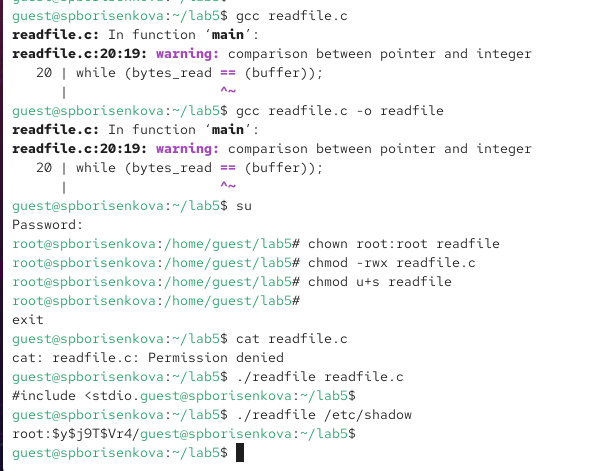 guest@spborisenkova:~/lab5$ gcc readfile.c
readfile.c: In function ‘main’:
readfile.c:20:19: warning: comparison between pointer and integer
   20 | while (bytes_read == (buffer));
      |                   ^~
guest@spborisenkova:~/lab5$ gcc readfile.c -o readfile
readfile.c: In function ‘main’:
readfile.c:20:19: warning: comparison between pointer and integer
   20 | while (bytes_read == (buffer));
      |                   ^~
guest@spborisenkova:~/lab5$ su
Password:
root@spborisenkova:/home/guest/lab5# chown root:root readfile
root@spborisenkova:/home/guest/lab5# chmod -rwx readfile.c
root@spborisenkova:/home/guest/lab5# chmod u+s readfile
root@spborisenkova:/home/guest/lab5#
exit
guest@spborisenkova:~/lab5$ cat readfile.c
cat: readfile.c: Permission denied
guest@spborisenkova:~/lab5$ ./readfile readfile.c
#include <stdio.guest@spborisenkova:~/lab5$
guest@spborisenkova:~/lab5$ ./readfile /etc/shadow
root:$y$j9T$Vr4/guest@spborisenkova:~/lab5$
guest@spborisenkova:~/lab5$